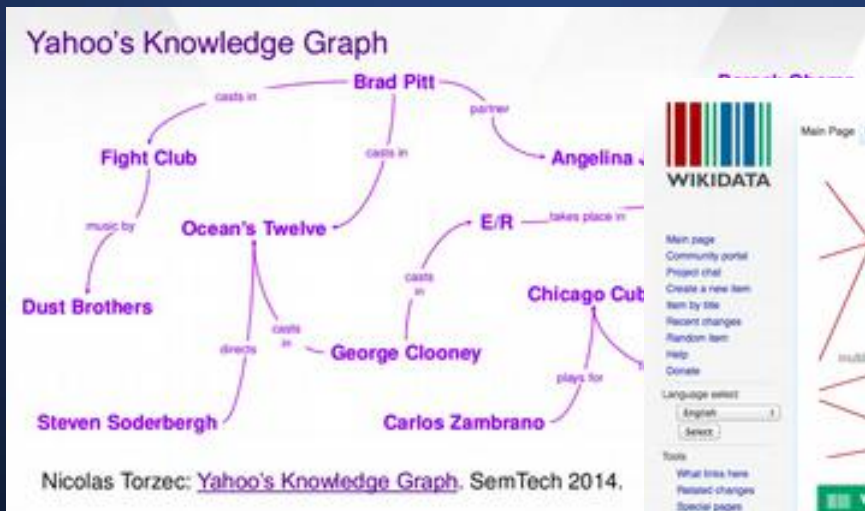 Yahoo's Knowledge Graph
Brad Pitt
casts in
partner
Fight Club
casts in
Angelina
WIKIDATA
Main Page
music by
Ocean's Twelve
E/R
takes place in
Main page
Community portal
Project chat
Create a new item
Item by title
Recent changes
Random item
Help
Donate
casts
in
Dust Brothers
Chicago Cub
directs
casts
in
George Clooney
plays for
Steven Soderbergh
Carlos Zambrano
Language select
English
Select
Tools
What links here
Related changes
Special pages
Nicolas Torzec: Yahoo's Knowledge Graph. SemTech 2014.